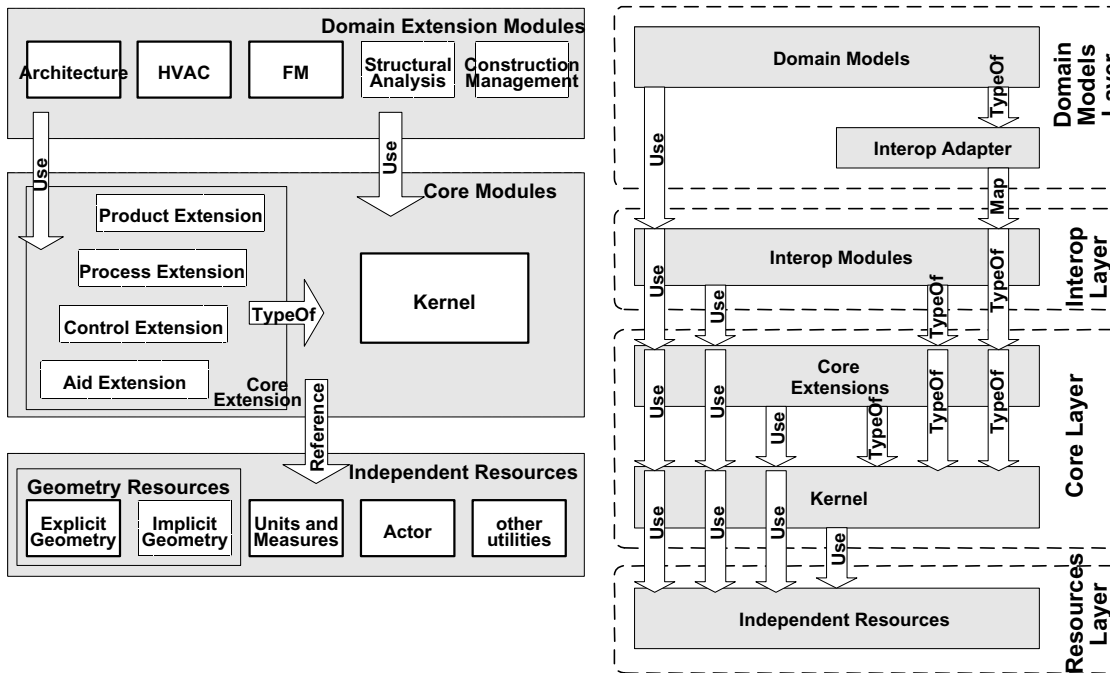 Domain Extension Modules
Architecture
HVAC
FM
Structural
Analysis
Construction
Management
Use
Use
Core Modules
Product Extension
Process Extension
Control Extension
Aid Extension
Core
Extension
TypeOf
Kernel
Reference
Independent Resources
Geometry Resources
Explicit
Geometry
Implicit
Geometry
Units and
Measures
Actor
other
utilities
Domain Models
TypeOf
Use
Interop Adapter
Map
Domain
Models
Layer
Interop Modules
Use
Use
TypeOf
TypeOf
Interop
Layer
Core
Extensions
Use
Use
Use
TypeOf
TypeOf
TypeOf
Core Layer
Kernel
Use
Use
Use
Use
Independent Resources
Resources
Layer